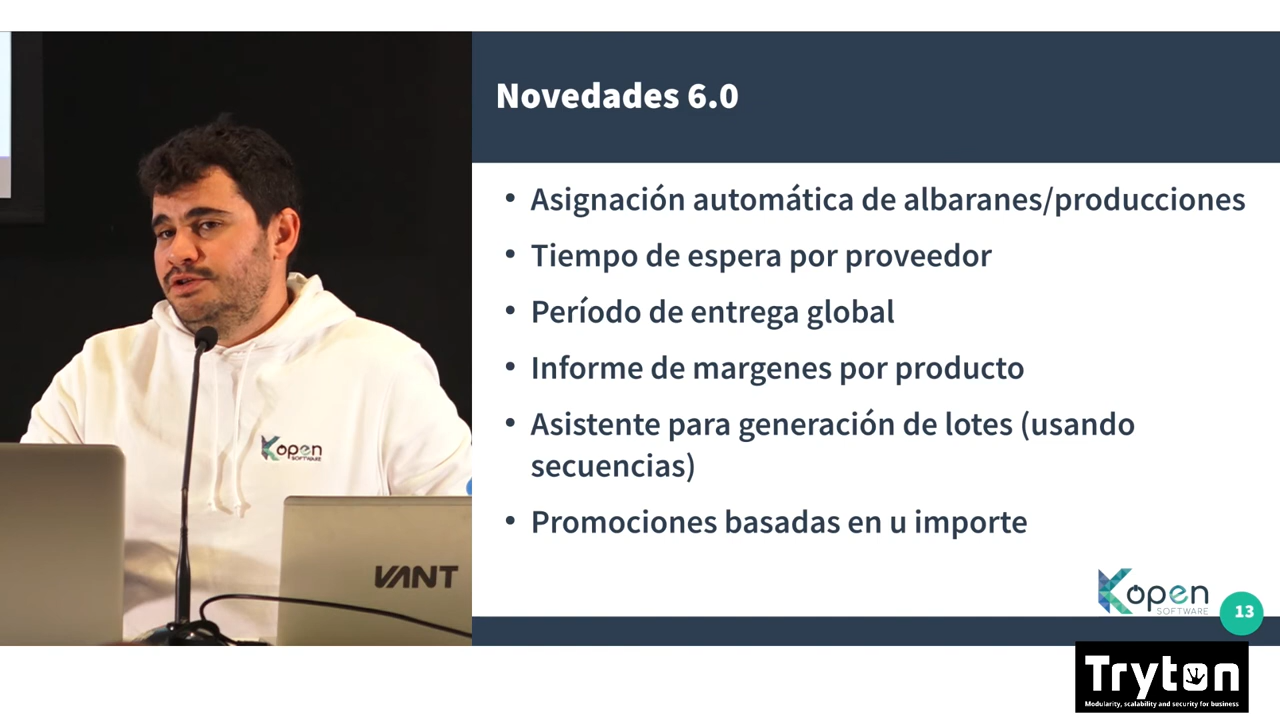 Novedades 6.0
• Asignación automática de albaranes/producciones
• Tiempo de espera por proveedor
• Período de entrega global
• Informe de margenes por producto
• Asistente para generación de lotes (usando
secuencias)
• Promociones basadas en u importe
Kopen
SOFTWARE
VANT
Kopen
SOFTWARE
13
Tryton
Modularity, scalability and security for business